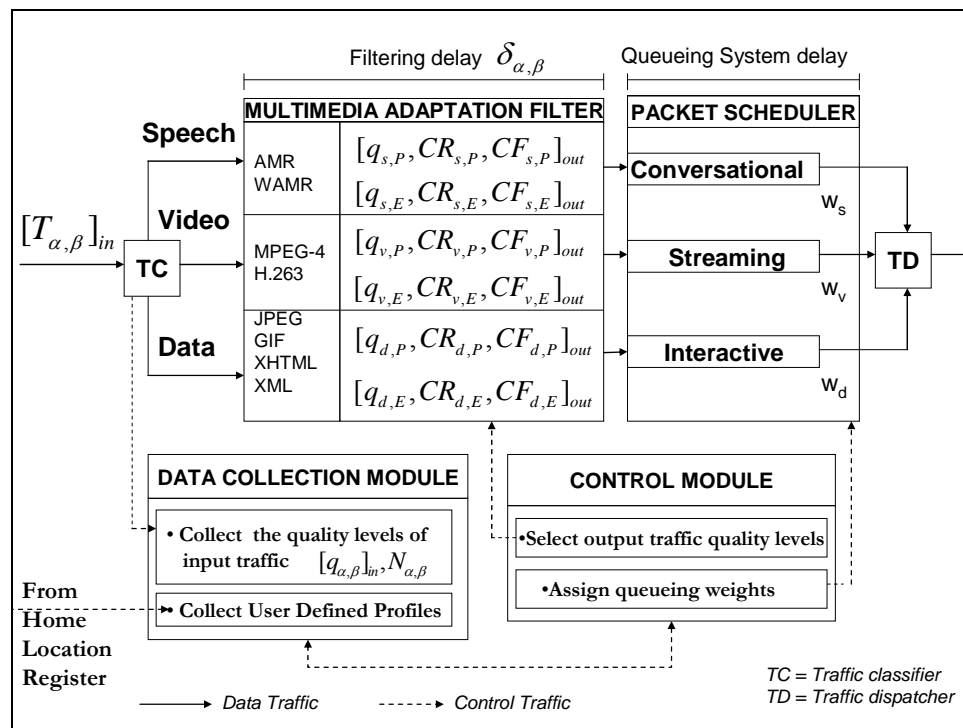 Filtering delay δα,β
Queueing System delay
MULTIMEDIA ADAPTATION FILTER
PACKET SCHEDULER
Speech
AMR
WAMR
[qs,P, CRs,P, CFs,P]out
[qs,E, CRs,E, CFs,E]out
Conversational
ws
[Tα,β]in
TC
Video
MPEG-4
H.263
[qv,P, CRv,P, CFv,P]out
[qv,E, CRv,E, CFv,E]out
Streaming
wv
TD
Data
JPEG
GIF
XHTML
XML
[qd,P, CRd,P, CFd,P]out
[qd,E, CRd,E, CFd,E]out
Interactive
wd
DATA COLLECTION MODULE
• Collect the quality levels of
input traffic [qα,β]in, Nα,β
• Collect User Defined Profiles
CONTROL MODULE
•Select output traffic quality levels
•Assign queueing weights
From
Home
Location
Register
Data Traffic
Control Traffic
TC = Traffic classifier
TD = Traffic dispatcher